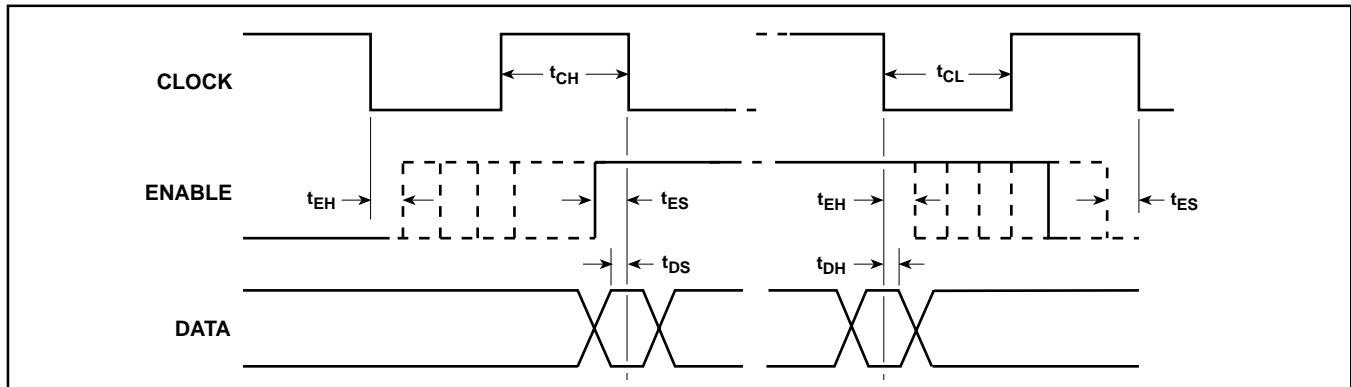 CLOCK
tCH
tCL
ENABLE
tEH
tES
tEH
tES
tDS
tDH
DATA